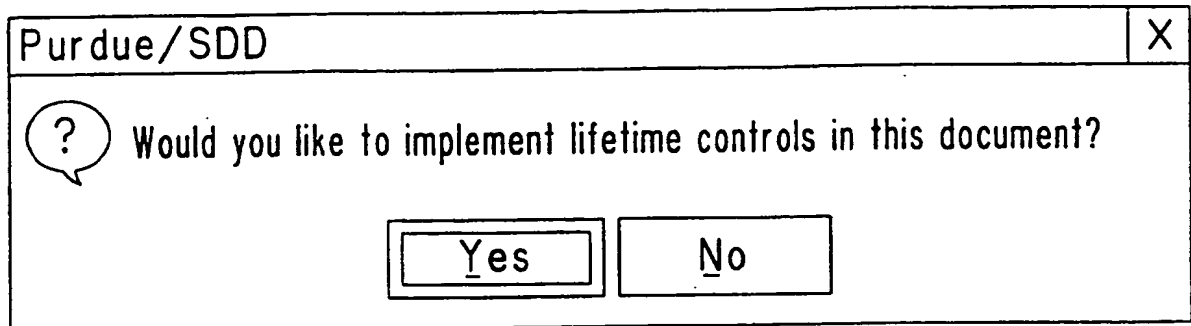 Purdue/SDD X
? Would you like to implement lifetime controls in this document?
Yes No